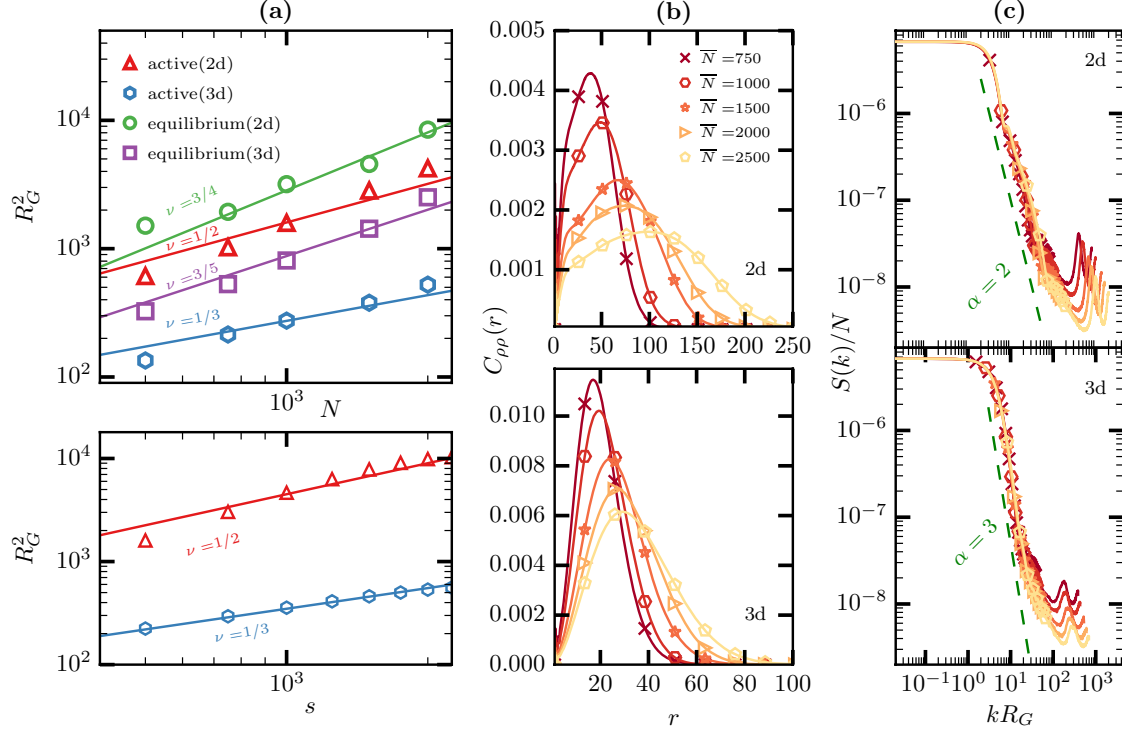 (a)
10^4
10^3
10^2
R_G^2
active(2d)
active(3d)
equilibrium(2d)
equilibrium(3d)
ν =3/4
ν =1/2
ν =3/5
ν =1/3
10^3
N
10^4
10^3
10^2
R_G^2
ν =1/2
ν =1/3
10^3
s
(b)
C_ρρ(r)
0.005
0.004
0.003
0.002
0.001
N̅ =750
N̅ =1000
N̅ =1500
N̅ =2000
N̅ =2500
2d
0 50 100 150 200 250
0.010
0.008
0.006
0.004
0.002
0.000
3d
20 40 60 80 100
r
(c)
S(k)/N
2d
10^−6
10^−7
10^−8
α = 2
3d
10^−6
10^−7
10^−8
α = 3
10^−1 10^0 10^1 10^2 10^3
kR_G